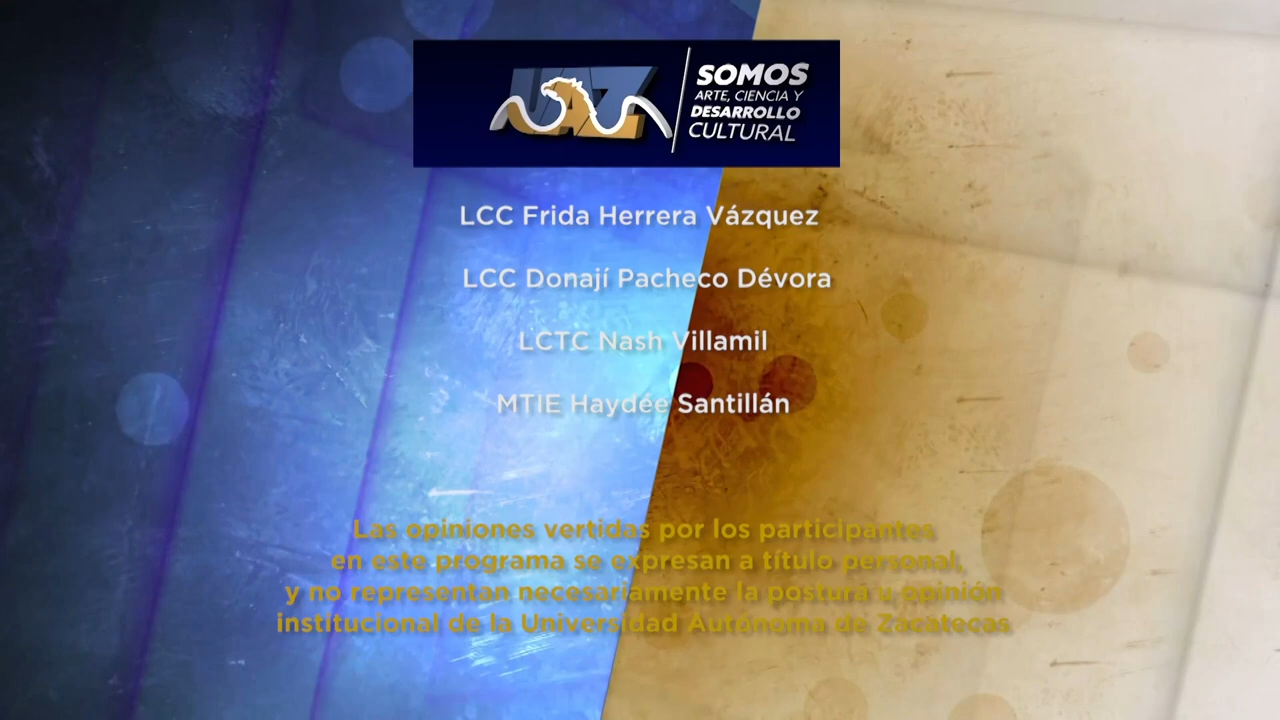 UAZ
SOMOS
ARTE, CIENCIA Y
DESARROLLO
CULTURAL
LCC Frida Herrera Vázquez
LCC Donají Pacheco Dévora
LCTC Nash Villamil
MTIE Haydée Santillán
Las opiniones vertidas por los participantes
en este programa se expresan a título personal,
y no representan necesariamente la postura u opinión
institucional de la Universidad Autónoma de Zacatecas